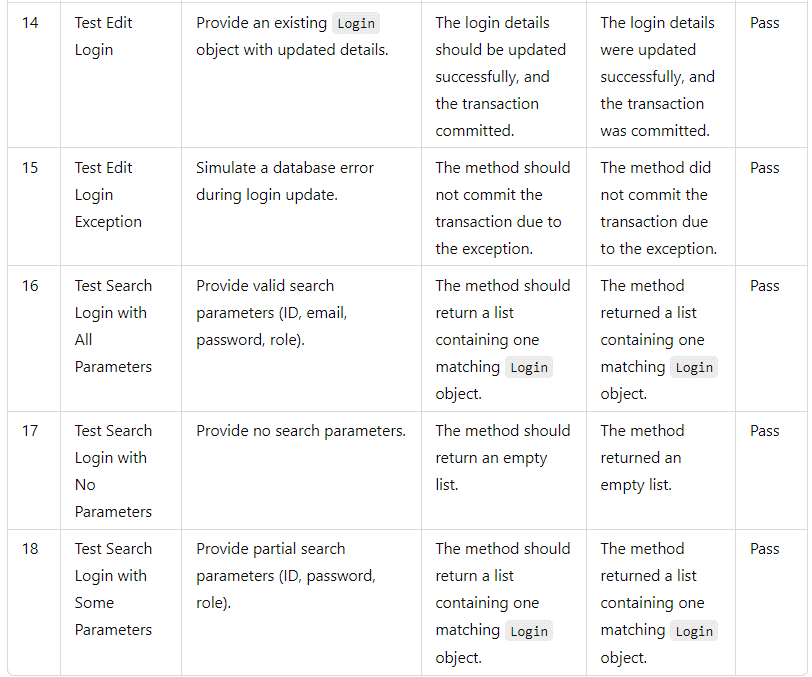 14
Test Edit
Login
Provide an existing Login
object with updated details.
The login details
should be updated
successfully, and
the transaction
committed.
The login details
were updated
successfully, and
the transaction
was committed.
Pass
15
Test Edit
Login
Exception
Simulate a database error
during login update.
The method should
not commit the
transaction due to
the exception.
The method did
not commit the
transaction due
to the exception.
Pass
16
Test Search
Login with
All
Parameters
Provide valid search
parameters (ID, email,
password, role).
The method should
return a list
containing one
matching Login
object.
The method
returned a list
containing one
matching Login
object.
Pass
17
Test Search
Login with
No
Parameters
Provide no search parameters.
The method should
return an empty
list.
The method
returned an
empty list.
Pass
18
Test Search
Login with
Some
Parameters
Provide partial search
parameters (ID, password,
role).
The method should
return a list
containing one
matching Login
object.
The method
returned a list
containing one
matching Login
object.
Pass